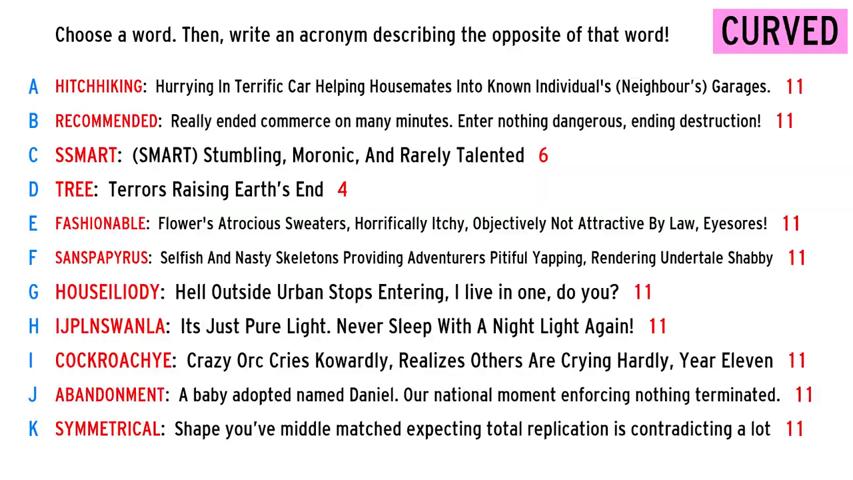 Choose a word. Then, write an acronym describing the opposite of that word!
CURVED
A HITCHHIKING: Hurrying In Terrific Car Helping Housemates Into Known Individual's (Neighbour's) Garages. 11
B RECOMMENDED: Really ended commerce on many minutes. Enter nothing dangerous, ending destruction! 11
C SSMART: (SMART) Stumbling, Moronic, And Rarely Talented 6
D TREE: Terrors Raising Earth's End 4
E FASHIONABLE: Flower's Atrocious Sweaters, Horrifically Itchy, Objectively Not Attractive By Law, Eyesores! 11
F SANSPAPYRUS: Selfish And Nasty Skeletons Providing Adventurers Pitiful Yapping, Rendering Undertale Shabby 11
G HOUSEILIODY: Hell Outside Urban Stops Entering, I live in one, do you? 11
H IJPLNSWANLA: Its Just Pure Light. Never Sleep With A Night Light Again! 11
I COCKROACHYE: Crazy Orc Cries Kowardly, Realizes Others Are Crying Hardly, Year Eleven 11
J ABANDONMENT: A baby adopted named Daniel. Our national moment enforcing nothing terminated. 11
K SYMMETRICAL: Shape you've middle matched expecting total replication is contradicting a lot 11